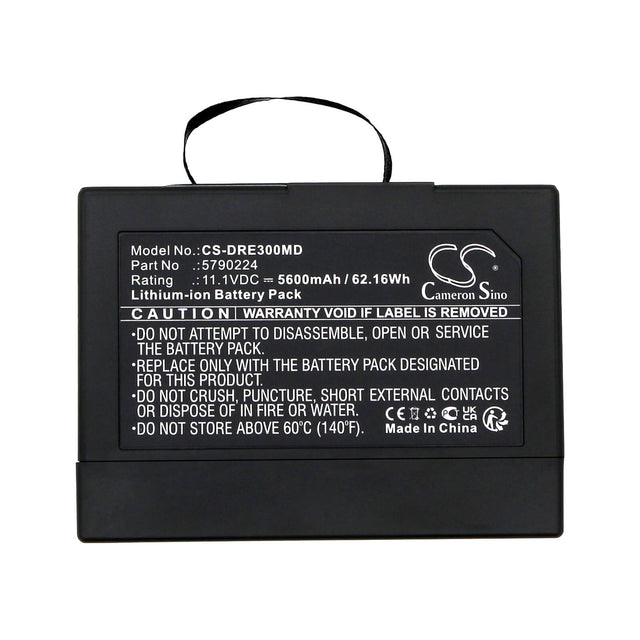 Model No.: CS-DRE300MD
Part No .: 5790224
Rating .: 11.1VDC ⎓ 5600mAh / 62.16Wh
Lithium-ion Battery Pack
CS
Cameron Sino
CAUTION WARRANTY VOID IF LABEL REMOVED
•DO NOT ATTEMPT TO DISASSEMBLE, OPEN OR SERVICE
THE BATTERY PACK.
•REPLACE ONLY WITH THE BATTERY PACK DESIGNATED
FOR THIS PRODUCT.
•DO NOT CRUSH, PUNCTURE, SHORT EXTERNAL CONTACTS
OR DISPOSE OF IN FIRE OR WATER.
•DO NOT STORE ABOVE 60°C (140°F).
CE UK CA
Made In China